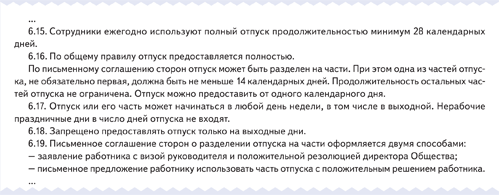 ...
6.15. Сотрудники ежегодно используют полный отпуск продолжительностью минимум 28 календарных
дней.
6.16. По общему правилу отпуск предоставляется полностью.
По письменному соглашению сторон отпуск может быть разделен на части. При этом одна из частей отпус-
ка, не обязательно первая, должна быть не меньше 14 календарных дней. Продолжительность остальных час-
тей отпуска не ограничена. Отпуск можно предоставить от одного календарного дня.
6.17. Отпуск или его часть может начинаться в любой день недели, в том числе в выходной. Нерабочие
праздничные дни в число дней отпуска не входят.
6.18. Запрещено предоставлять отпуск только на выходные дни.
6.19. Письменное соглашение сторон о разделении отпуска на части оформляется двумя способами:
– заявление работника с визой руководителя и положительной резолюцией директора Общества;
– письменное предложение работнику использовать часть отпуска с положительным решением работника.
...